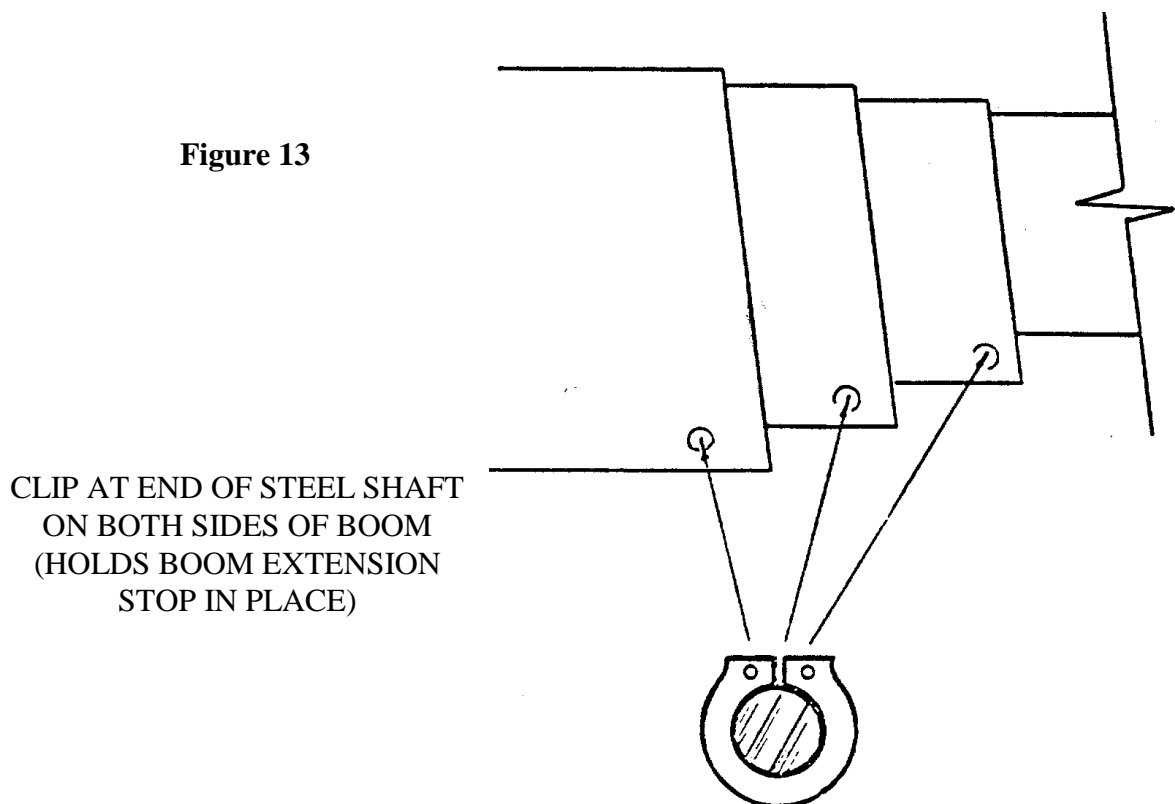 Figure 13
CLIP AT END OF STEEL SHAFT
ON BOTH SIDES OF BOOM
(HOLDS BOOM EXTENSION
STOP IN PLACE)